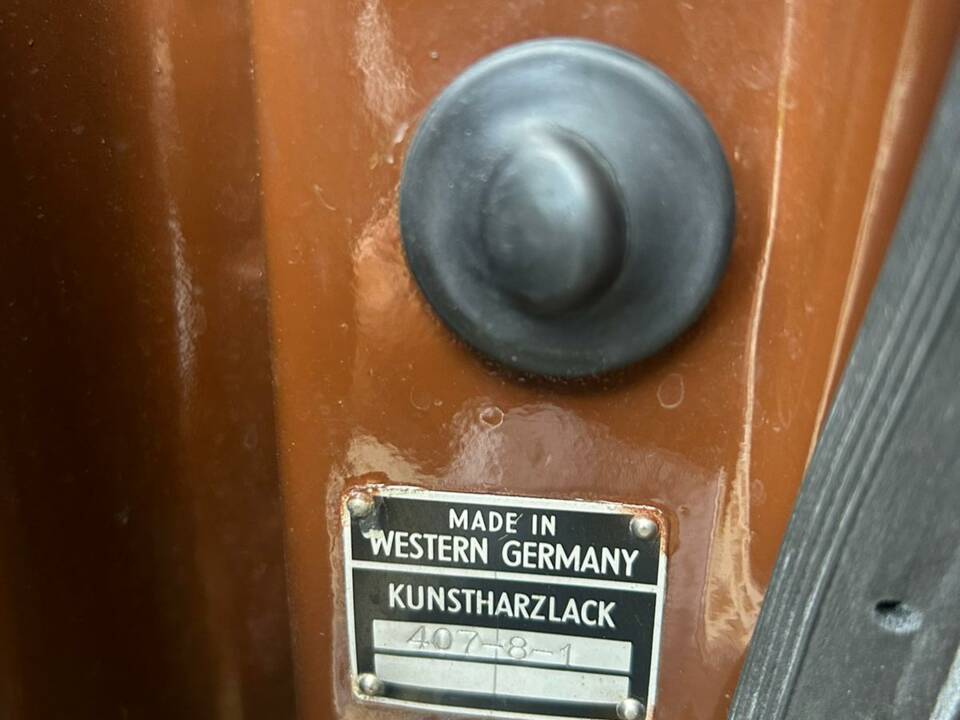 MADE IN
WESTERN GERMANY
KUNSTHARZLACK
407-8-1